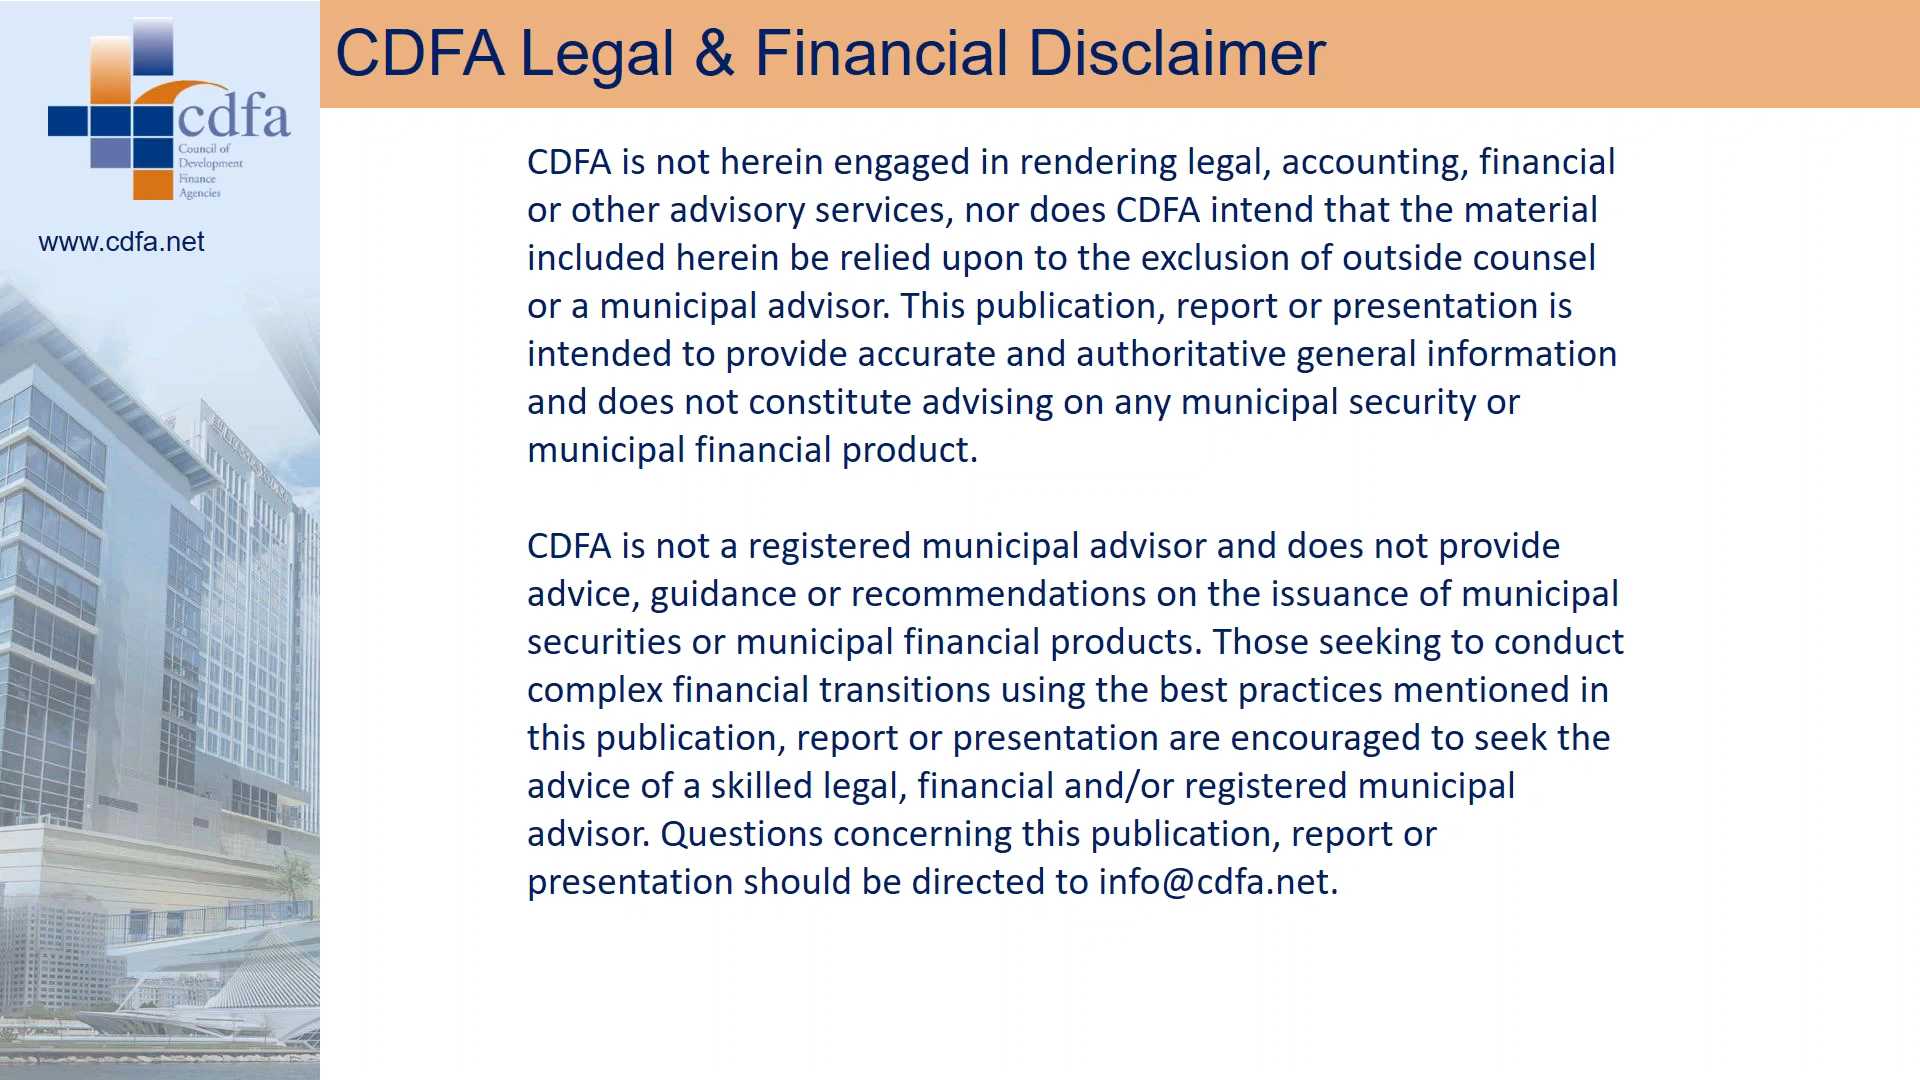 CDFA Legal & Financial Disclaimer
cdfa
Council of
Development
Finance
Agencies
www.cdfa.net
CDFA is not herein engaged in rendering legal, accounting, financial
or other advisory services, nor does CDFA intend that the material
included herein be relied upon to the exclusion of outside counsel
or a municipal advisor. This publication, report or presentation is
intended to provide accurate and authoritative general information
and does not constitute advising on any municipal security or
municipal financial product.
CDFA is not a registered municipal advisor and does not provide
advice, guidance or recommendations on the issuance of municipal
securities or municipal financial products. Those seeking to conduct
complex financial transitions using the best practices mentioned in
this publication, report or presentation are encouraged to seek the
advice of a skilled legal, financial and/or registered municipal
advisor. Questions concerning this publication, report or
presentation should be directed to info@cdfa.net.